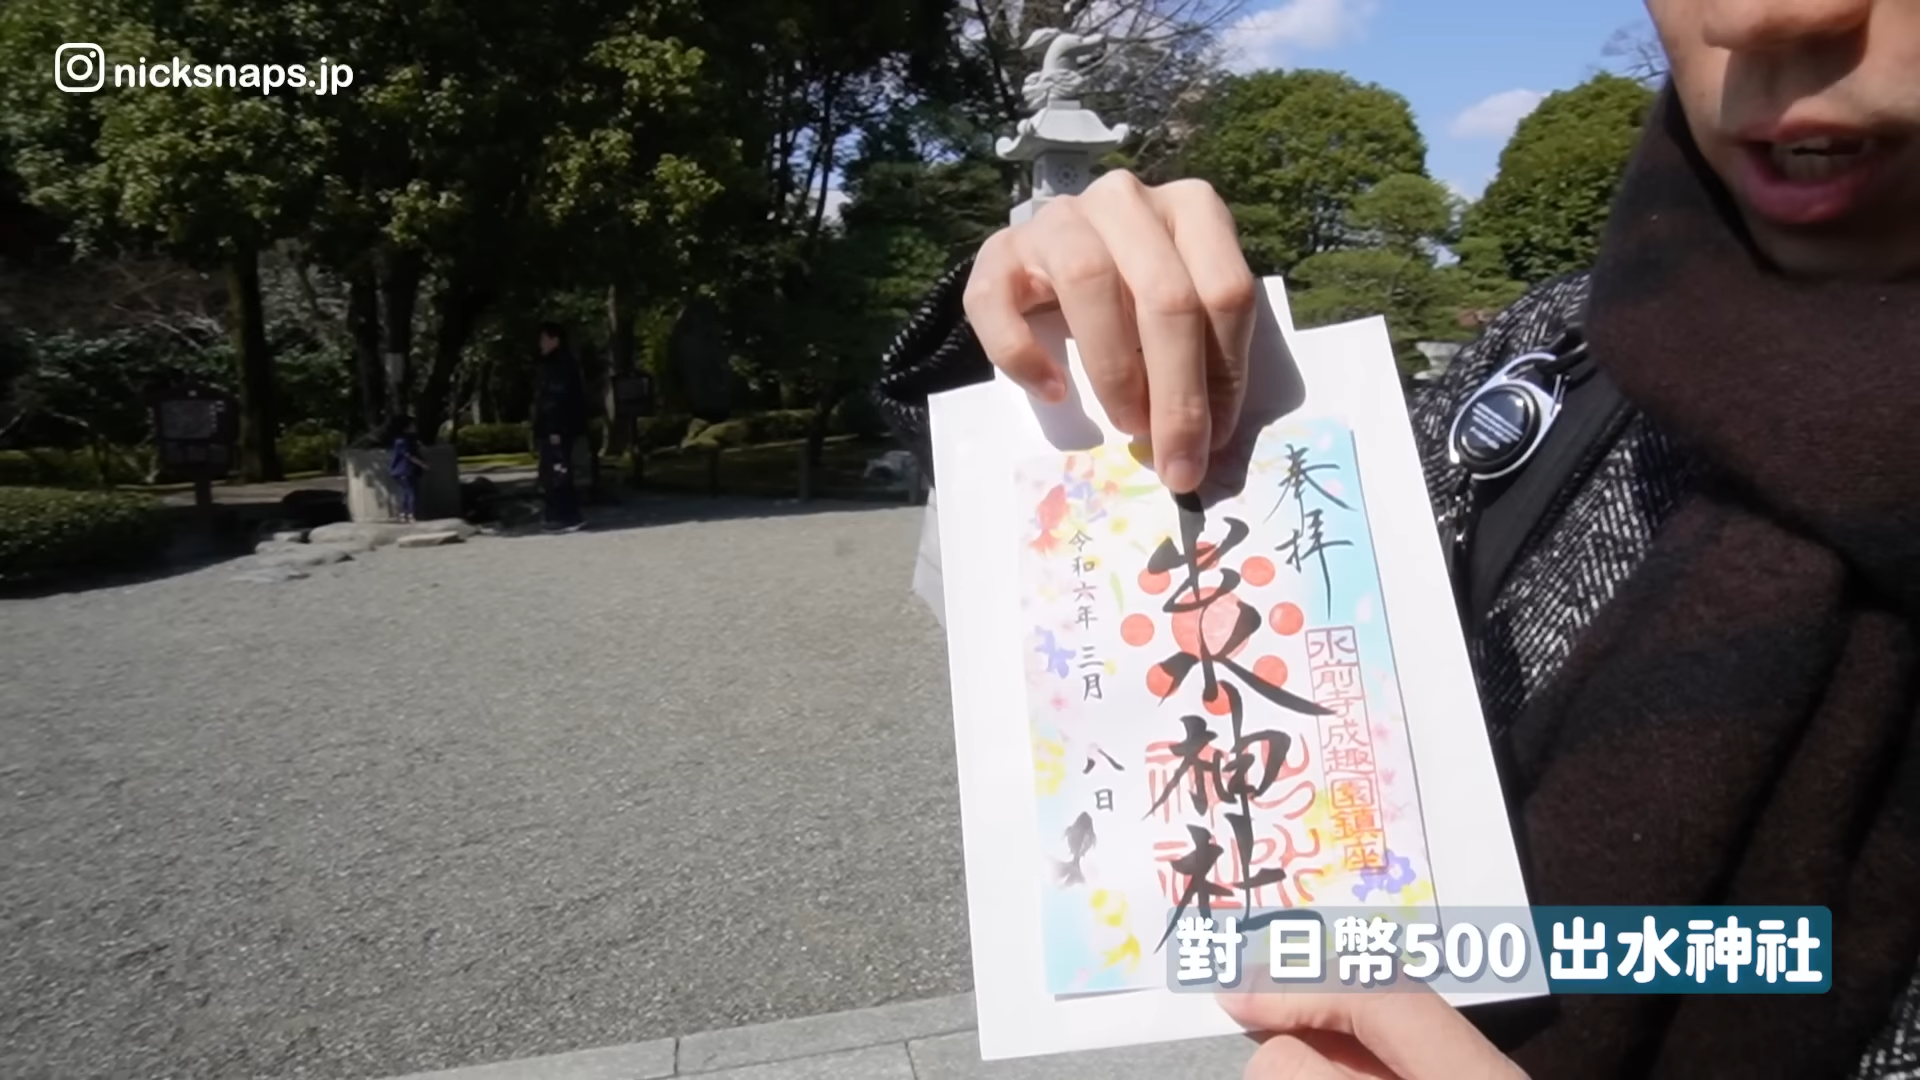 nicksnaps.jp
奉拝
水前寺成趣園鎮座
出水神社
令和六年 三月 八日
對 日幣500 出水神社